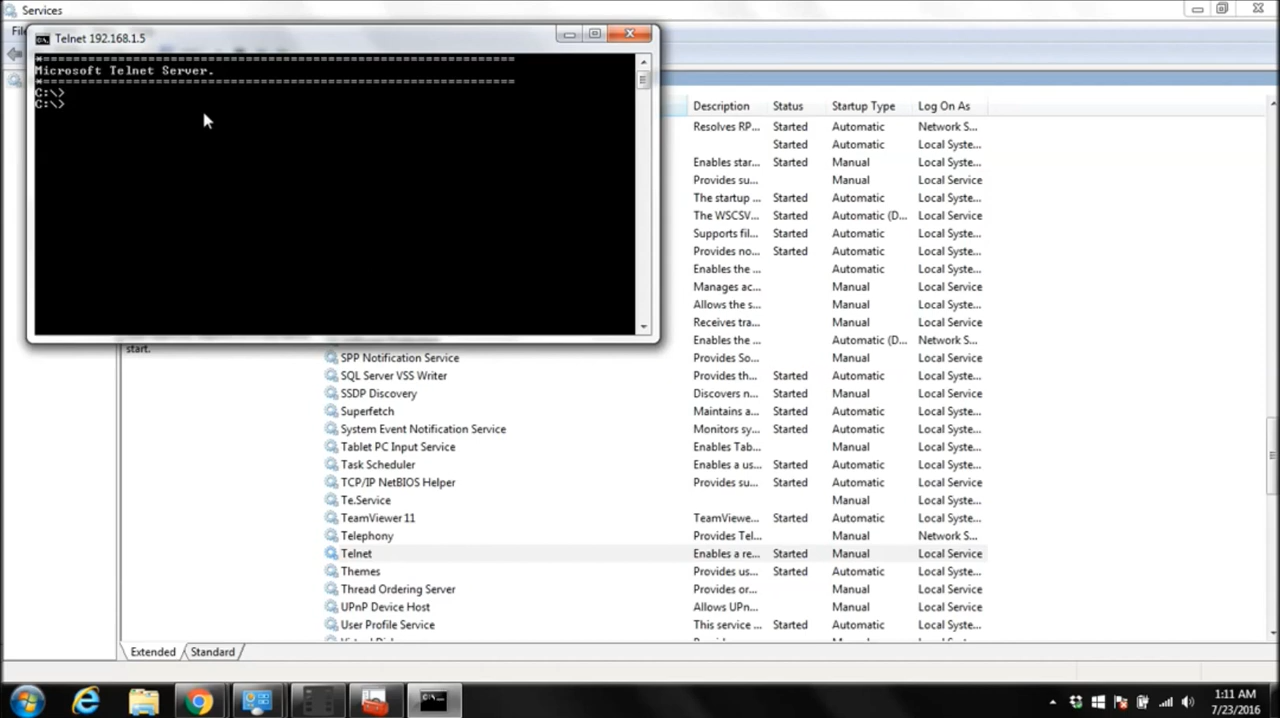 Services
Telnet 192.168.1.5
Microsoft Telnet Server.
C:\>
C:\>
Description Status Startup Type Log On As
Resolves RP... Started Automatic Network S...
Started Automatic Local Syste...
Enables star... Started Manual Local Syste...
Provides su... Manual Local Service
The startup ... Started Automatic Local Syste...
The WSCSV... Started Automatic (D... Local Service
Supports fil... Started Automatic Local Syste...
Provides no... Started Automatic Local Syste...
Enables the ... Automatic Local Syste...
Manages ac... Manual Local Syste...
Allows the s... Manual Local Syste...
Receives tra... Manual Local Service
Enables the ... Automatic (D... Network S...
start.
SPP Notification Service Provides So... Manual Local Service
SQL Server VSS Writer Provides th... Started Automatic Local Syste...
SSDP Discovery Discovers n... Started Manual Local Service
Superfetch Maintains a... Started Automatic Local Syste...
System Event Notification Service Monitors sy... Started Automatic Local Syste...
Tablet PC Input Service Enables Tab... Manual Local Syste...
Task Scheduler Enables a us... Started Automatic Local Syste...
TCP/IP NetBIOS Helper Provides su... Started Automatic Local Service
Te.Service Manual Local Syste...
TeamViewer 11 TeamViewe... Started Automatic Local Syste...
Telephony Provides Tel... Manual Network S...
Telnet Enables a re... Started Manual Local Service
Themes Provides us... Started Automatic Local Syste...
Thread Ordering Server Provides or... Manual Local Service
UPnP Device Host Allows UPn... Manual Local Service
User Profile Service This service ... Started Automatic Local Syste...
Extended Standard
1:11 AM
7/23/2016